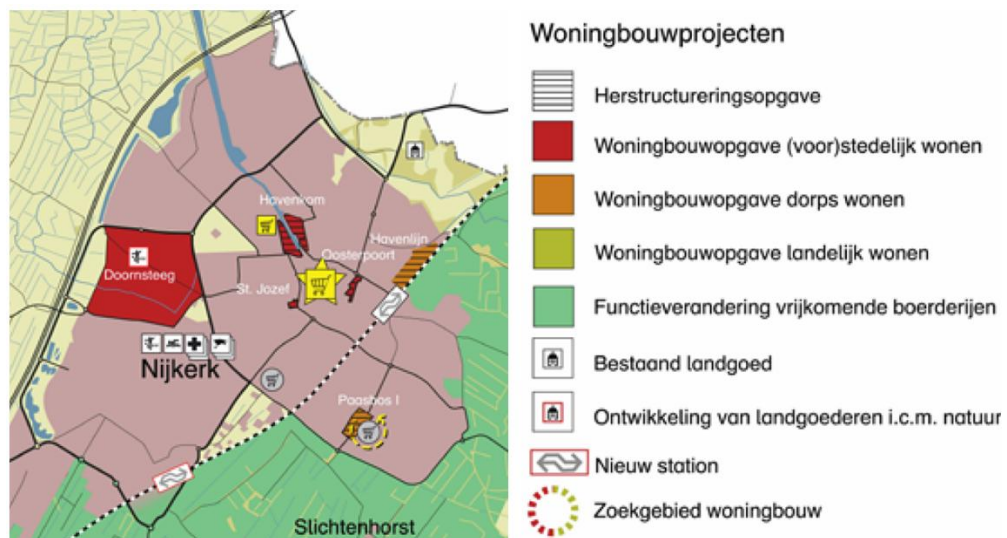 Havenkom
Havenlijn
Oosterpoort
Doornsteeg
St. Jozef
Nijkerk
Paasbos I
Slichtenhorst
Woningbouwprojecten
Herstructureringsopgave
Woningbouwopgave (voor)stedelijk wonen
Woningbouwopgave dorps wonen
Woningbouwopgave landelijk wonen
Functieverandering vrijkomende boerderijen
Bestaand landgoed
Ontwikkeling van landgoederen i.c.m. natuur
Nieuw station
Zoekgebied woningbouw